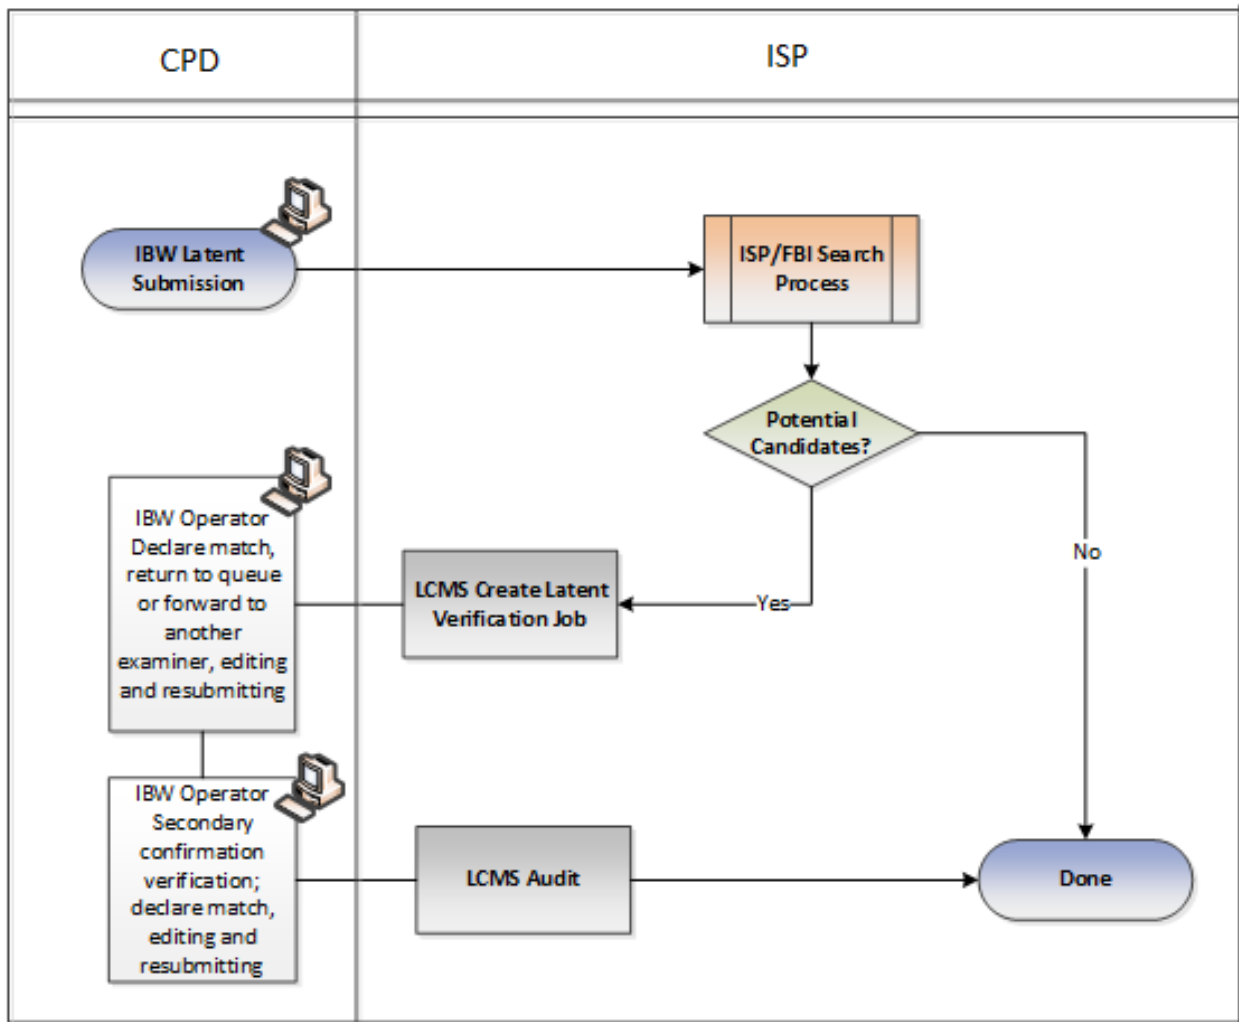 CPD
ISP
IBW Latent
Submission
ISP/FBI Search
Process
Potential
Candidates?
No
Yes
LCMS Create Latent
Verification Job
IBW Operator
Declare match,
return to queue
or forward to
another
examiner, editing
and resubmitting
IBW Operator
Secondary
confirmation
verification;
declare match,
editing and
resubmitting
LCMS Audit
Done